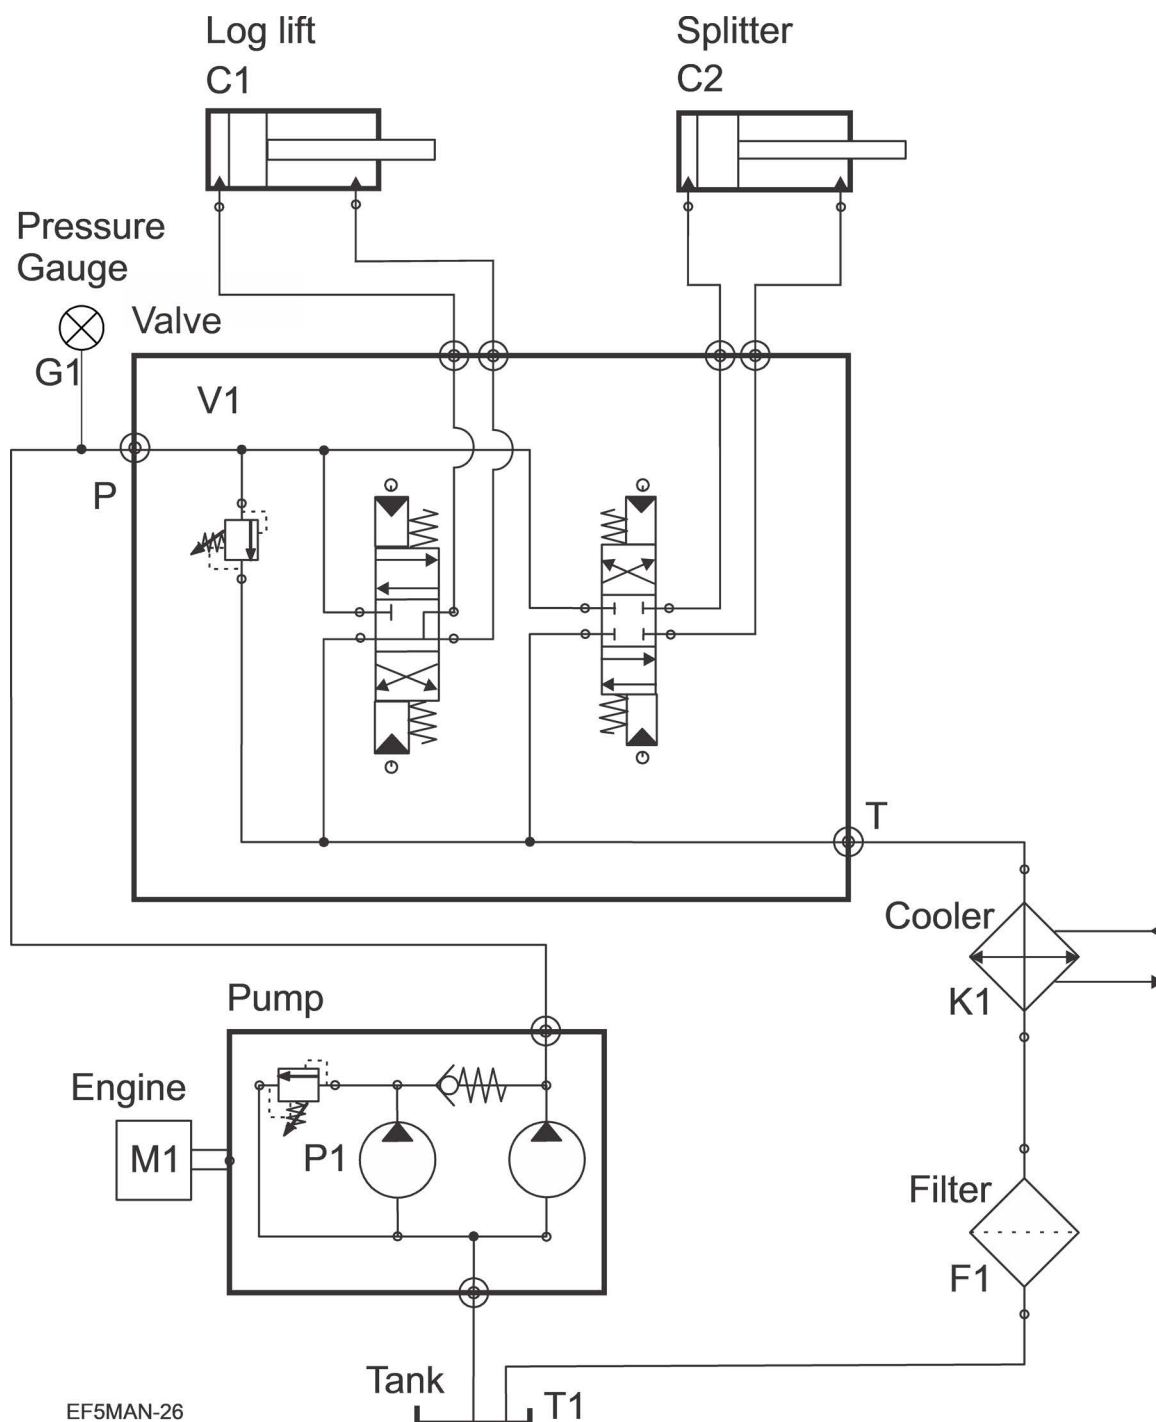 Log lift
C1
Splitter
C2
Pressure
Gauge
G1
Valve
V1
P
T
Cooler
K1
Pump
Engine
M1
P1
Filter
F1
Tank
T1
EF5MAN-26